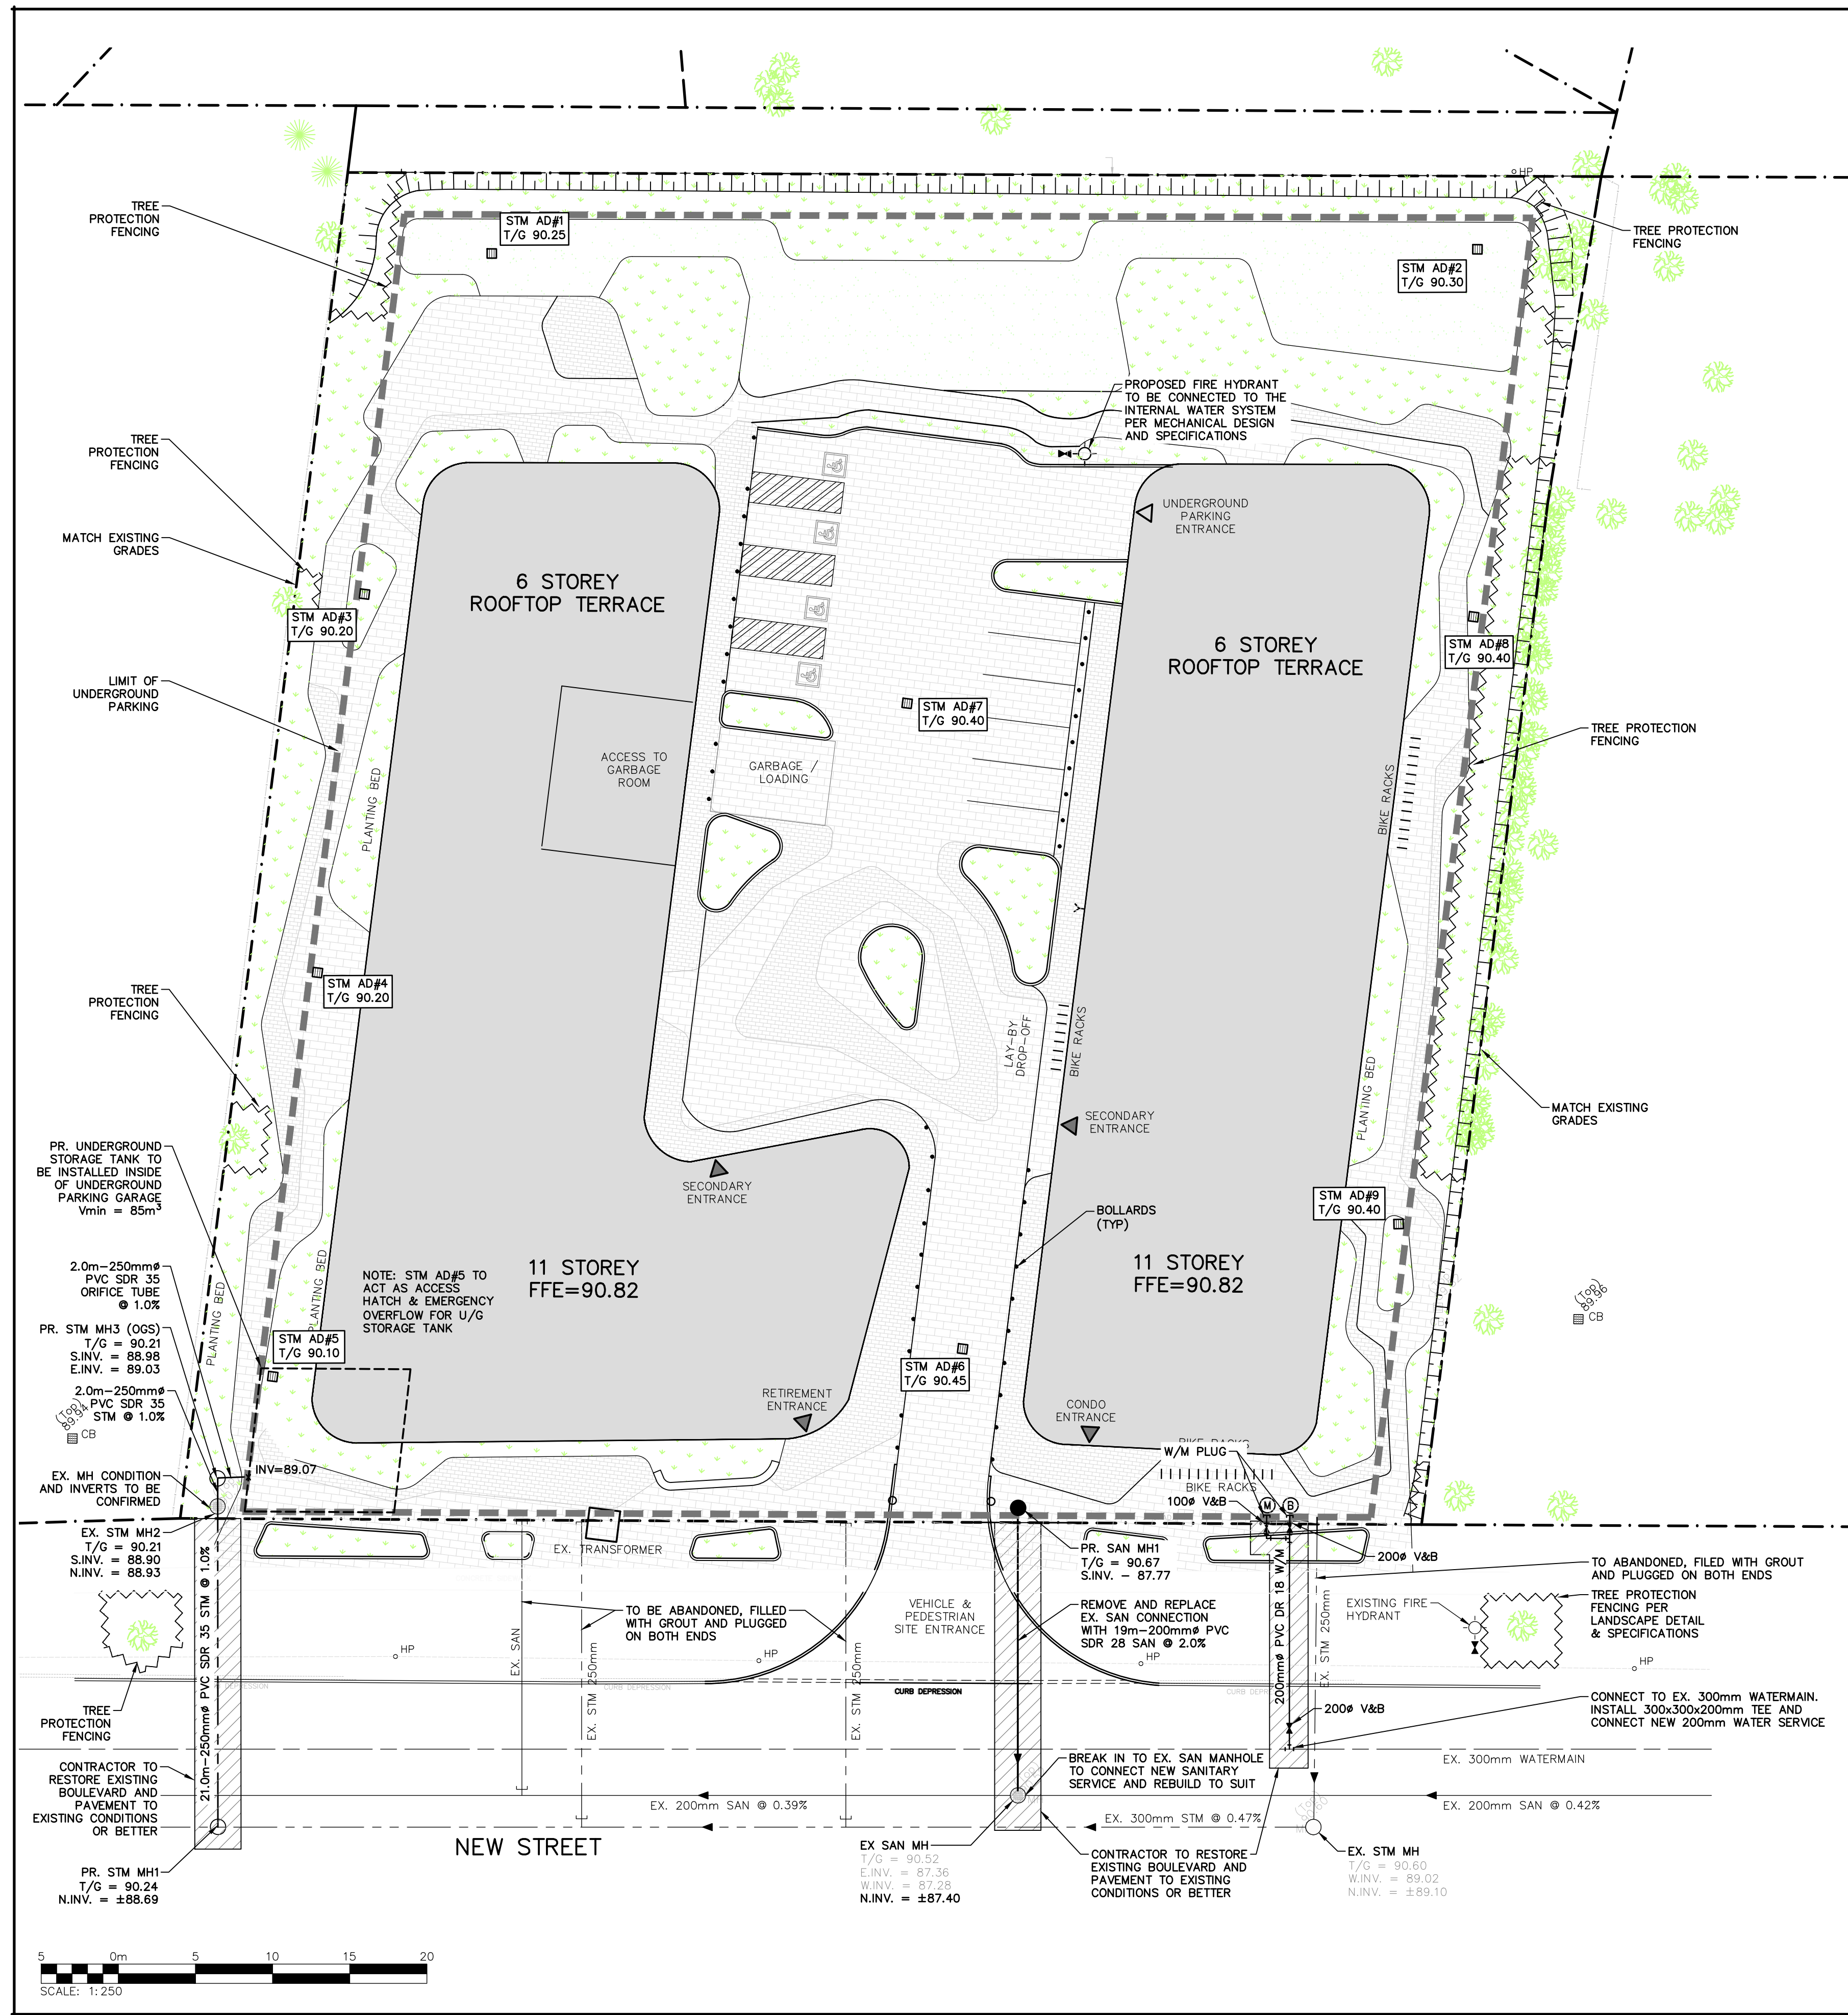 HP
TREE
PROTECTION
FENCING
STM AD#1
T/G 90.25
STM AD#2
T/G 90.30
TREE PROTECTION
FENCING
PROPOSED FIRE HYDRANT
TO BE CONNECTED TO THE
INTERNAL WATER SYSTEM
PER MECHANICAL DESIGN
AND SPECIFICATIONS
TREE
PROTECTION
FENCING
MATCH EXISTING
GRADES
UNDERGROUND
PARKING
ENTRANCE
6 STOREY
ROOFTOP TERRACE
STM AD#3
T/G 90.20
6 STOREY
ROOFTOP TERRACE
STM AD#8
T/G 90.40
LIMIT OF
UNDERGROUND
PARKING
STM AD#7
T/G 90.40
TREE PROTECTION
FENCING
ACCESS TO
GARBAGE
ROOM
GARBAGE /
LOADING
PLANTING BED
BIKE RACKS
TREE
PROTECTION
FENCING
STM AD#4
T/G 90.20
LAY-BY
DROP-OFF
BIKE RACKS
PLANTING BED
MATCH EXISTING
GRADES
SECONDARY
ENTRANCE
PR. UNDERGROUND
STORAGE TANK TO
BE INSTALLED INSIDE
OF UNDERGROUND
PARKING GARAGE
Vmin = 85m³
SECONDARY
ENTRANCE
STM AD#9
T/G 90.40
BOLLARDS
(TYP)
11 STOREY
FFE=90.82
11 STOREY
FFE=90.82
NOTE: STM AD#5 TO
ACT AS ACCESS
HATCH & EMERGENCY
OVERFLOW FOR U/G
STORAGE TANK
PLANTING BED
PLANTING BED
2.0m-250mmø
PVC SDR 35
ORIFICE TUBE
@ 1.0%
(Top)
89.96
CB
PR. STM MH3 (OGS)
T/G = 90.21
S.INV. = 88.98
E.INV. = 89.03
STM AD#5
T/G 90.10
STM AD#6
T/G 90.45
2.0m-250mmø
PVC SDR 35
STM @ 1.0%
(Top)
89.94
CB
RETIREMENT
ENTRANCE
CONDO
ENTRANCE
BIKE RACKS
W/M PLUG
INV=89.07
EX. MH CONDITION
AND INVERTS TO BE
CONFIRMED
BIKE RACKS
100ø V&B
M
B
EX. STM MH2
T/G = 90.21
S.INV. = 88.90
N.INV. = 88.93
EX. TRANSFORMER
PR. SAN MH1
T/G = 90.67
S.INV. - 87.77
200ø V&B
TO ABANDONED, FILED WITH GROUT
AND PLUGGED ON BOTH ENDS
21.0m-250mmø PVC SDR 35 STM @ 1.0%
TO BE ABANDONED, FILLED
WITH GROUT AND PLUGGED
ON BOTH ENDS
VEHICLE &
PEDESTRIAN
SITE ENTRANCE
REMOVE AND REPLACE
EX. SAN CONNECTION
WITH 19m-200mmø PVC
SDR 28 SAN @ 2.0%
200mmø PVC DR 18 W/M
EX. STM 250mm
EXISTING FIRE
HYDRANT
TREE PROTECTION
FENCING PER
LANDSCAPE DETAIL
& SPECIFICATIONS
HP
HP
HP
HP
EX. SAN
EX. STM 250mm
EX. STM 250mm
DEPRESSION
CURB DEPRESSION
CURB DEPRESSION
CURB DEPRESSION
TREE
PROTECTION
FENCING
200ø V&B
CONNECT TO EX. 300mm WATERMAIN.
INSTALL 300x300x200mm TEE AND
CONNECT NEW 200mm WATER SERVICE
CONTRACTOR TO
RESTORE EXISTING
BOULEVARD AND
PAVEMENT TO
EXISTING CONDITIONS
OR BETTER
BREAK IN TO EX. SAN MANHOLE
TO CONNECT NEW SANITARY
SERVICE AND REBUILD TO SUIT
EX. 300mm WATERMAIN
EX. 200mm SAN @ 0.39%
EX. 200mm SAN @ 0.42%
EX. 300mm STM @ 0.47%
NEW STREET
PR. STM MH1
T/G = 90.24
N.INV. = ±88.69
EX SAN MH
T/G = 90.52
E.INV. = 87.36
W.INV. = 87.28
N.INV. = ±87.40
CONTRACTOR TO RESTORE
EXISTING BOULEVARD AND
PAVEMENT TO EXISTING
CONDITIONS OR BETTER
EX. STM MH
T/G = 90.60
W.INV. = 89.02
N.INV. = ±89.10
5 0m 5 10 15 20
SCALE: 1:250